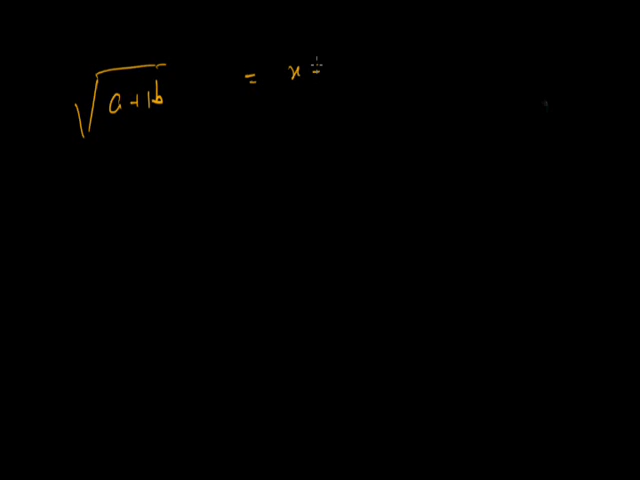 √(a+ib) = x +